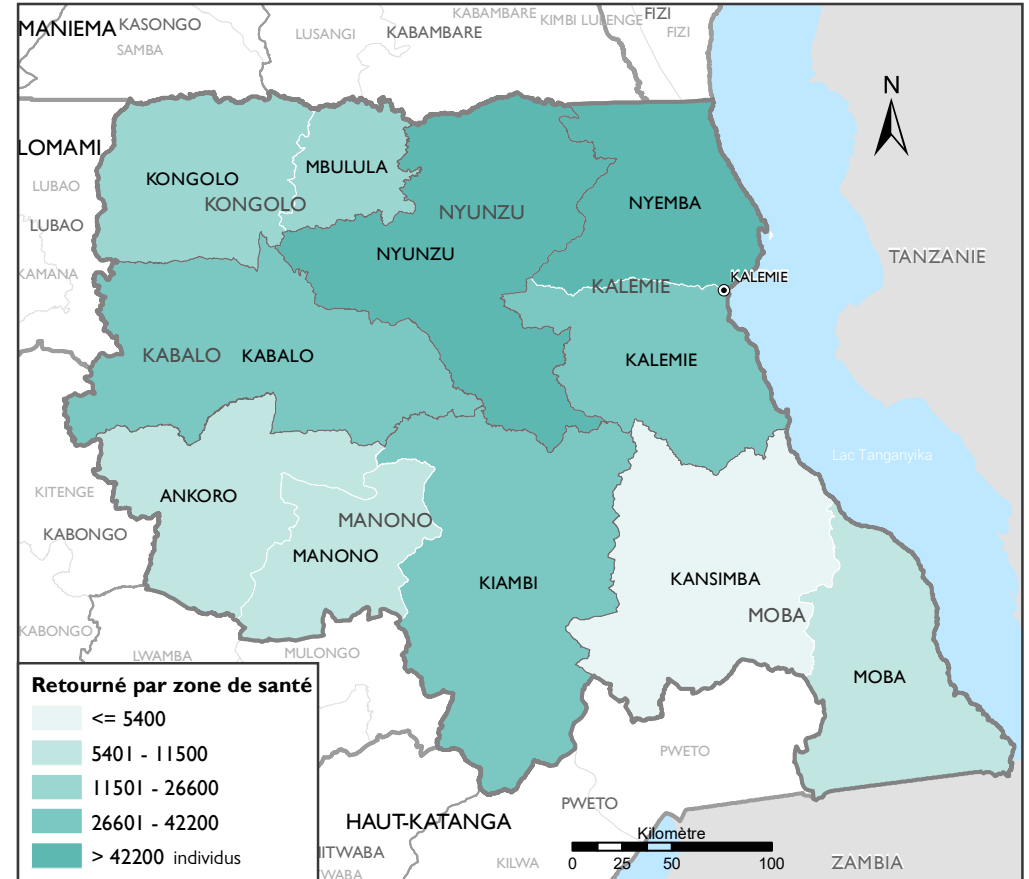 MANIEMA
KASONGO
SAMBA
LUSANGI
KABAMBARE
KABAMBARE
KIMBI LULENGE
FIZI
FIZI
N
LOMAMI
LUBAO
LUBAO
KAMANA
KONGOLO
KONGOLO
MBULULA
NYUNZU
NYUNZU
NYEMBA
TANZANIE
KALEMIE
KALEMIE
KALEMIE
KABALO
KABALO
Lac Tanganyika
KITENGE
KABONGO
ANKORO
MANONO
MANONO
KIAMBI
KANSIMBA
MOBA
MOBA
KABONGO
LWAMBA
MULONGO
PWETO
PWETO
HAUT-KATANGA
KILWA
ZAMBIA
Retourné par zone de santé
<= 5400
5401 - 11500
11501 - 26600
26601 - 42200
> 42200 individus
Kilomètre
0 25 50 100